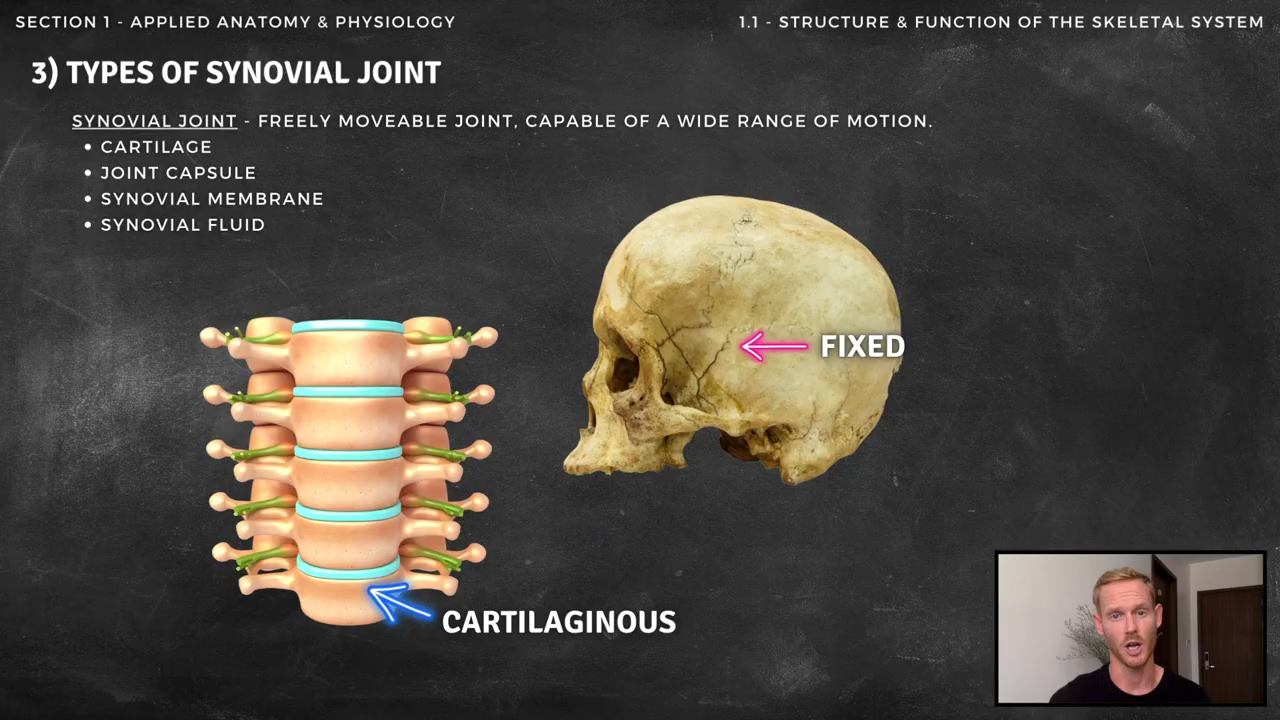 SECTION 1 - APPLIED ANATOMY & PHYSIOLOGY
1.1 - STRUCTURE & FUNCTION OF THE SKELETAL SYSTEM
3) TYPES OF SYNOVIAL JOINT
SYNOVIAL JOINT - FREELY MOVEABLE JOINT, CAPABLE OF A WIDE RANGE OF MOTION.
• CARTILAGE
• JOINT CAPSULE
• SYNOVIAL MEMBRANE
• SYNOVIAL FLUID
FIXED
CARTILAGINOUS